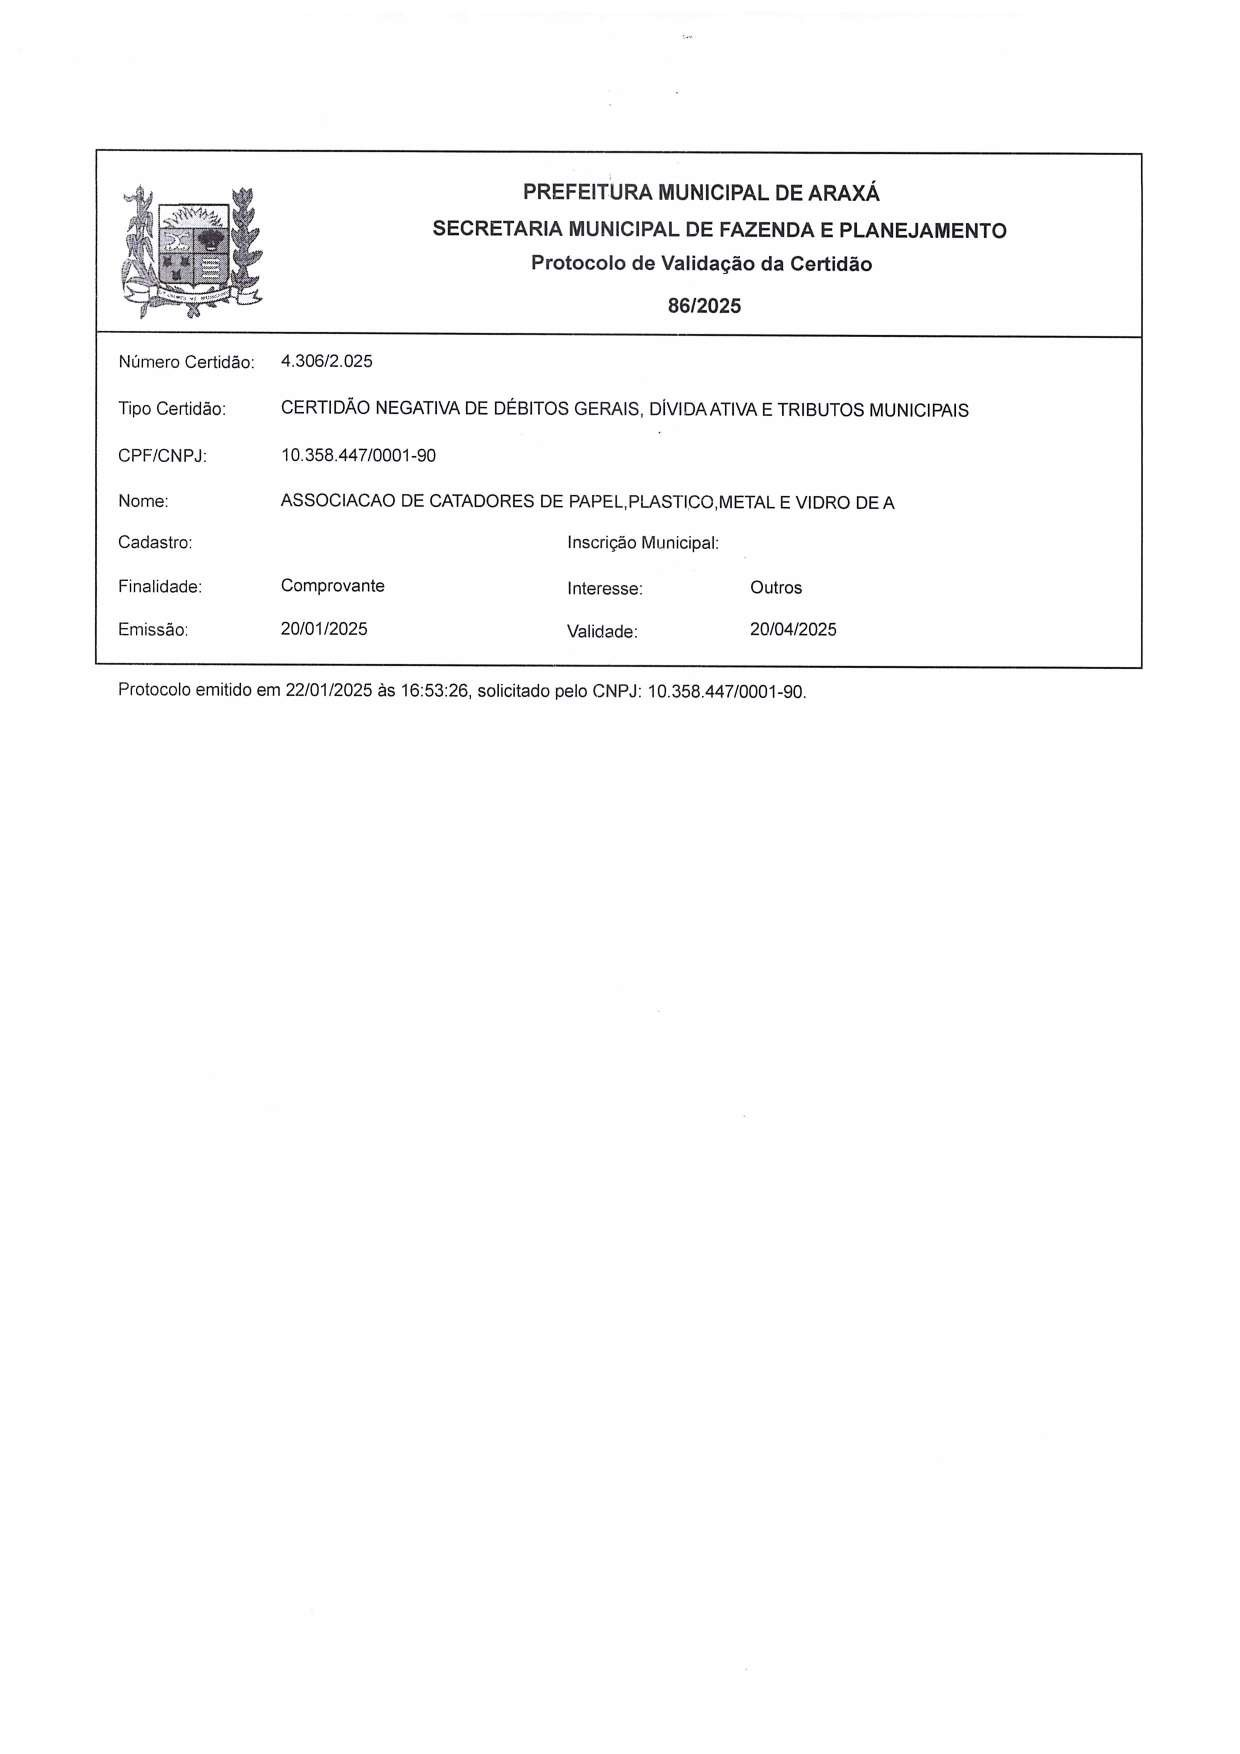 PREFEITURA MUNICIPAL DE ARAXÁ
SECRETARIA MUNICIPAL DE FAZENDA E PLANEJAMENTO
Protocolo de Validação da Certidão
86/2025
Número Certidão: 4.306/2.025
Tipo Certidão: CERTIDÃO NEGATIVA DE DÉBITOS GERAIS, DÍVIDA ATIVA E TRIBUTOS MUNICIPAIS
CPF/CNPJ: 10.358.447/0001-90
Nome: ASSOCIACAO DE CATADORES DE PAPEL,PLASTICO,METAL E VIDRO DE A
Cadastro: Inscrição Municipal:
Finalidade: Comprovante Interesse: Outros
Emissão: 20/01/2025 Validade: 20/04/2025
Protocolo emitido em 22/01/2025 às 16:53:26, solicitado pelo CNPJ: 10.358.447/0001-90.